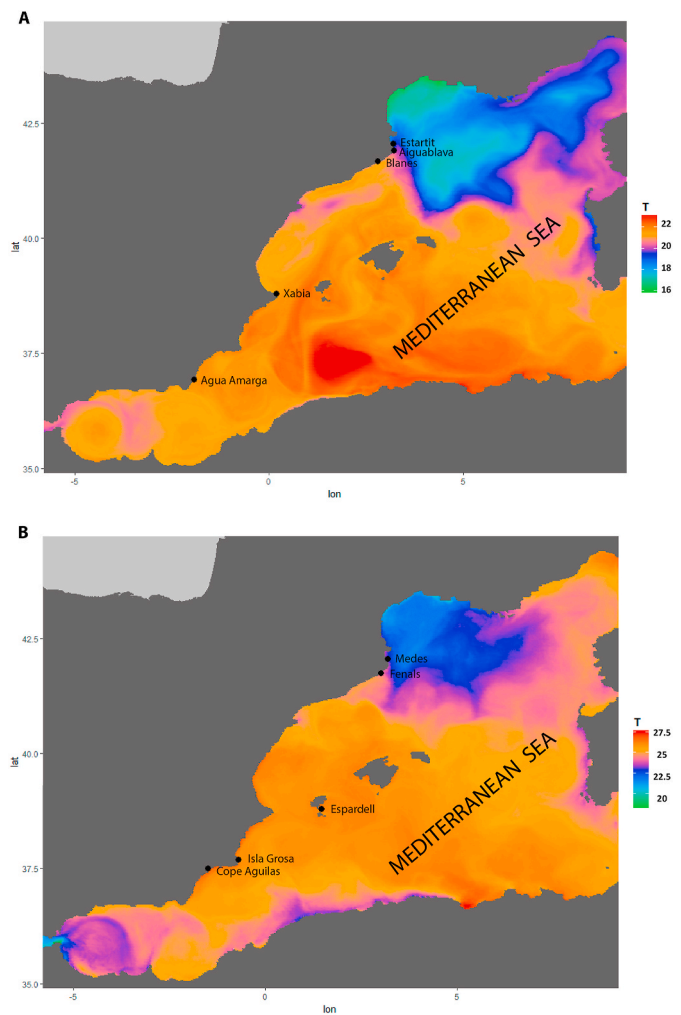 A
42.5
40.0
37.5
35.0
lat
-5
0
5
lon
Estartit
Aiguablava
Blanes
Xabia
Agua Amarga
MEDITERRANEAN SEA
T
22
20
18
16
B
42.5
40.0
37.5
35.0
lat
-5
0
5
lon
Medes
Fenals
Espardell
Isla Grosa
Cope Aguilas
MEDITERRANEAN SEA
T
27.5
25
22.5
20